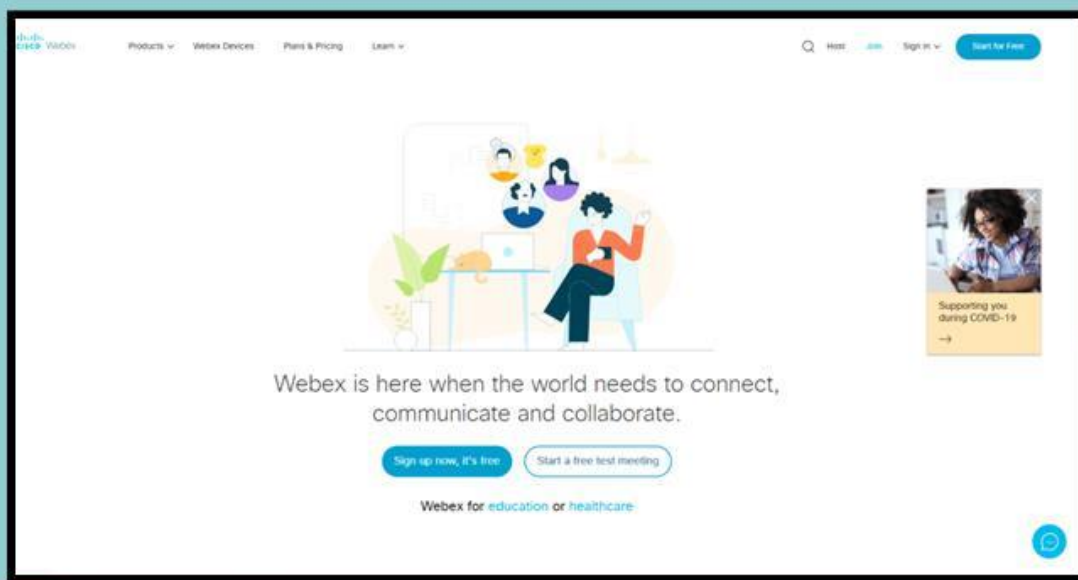 CISCO Webex
Products
Webex Devices
Plans & Pricing
Learn
Host
Join
Sign in
Start for Free
Supporting you
during COVID-19
Webex is here when the world needs to connect,
communicate and collaborate.
Sign up now, it's free
Start a free test meeting
Webex for education or healthcare